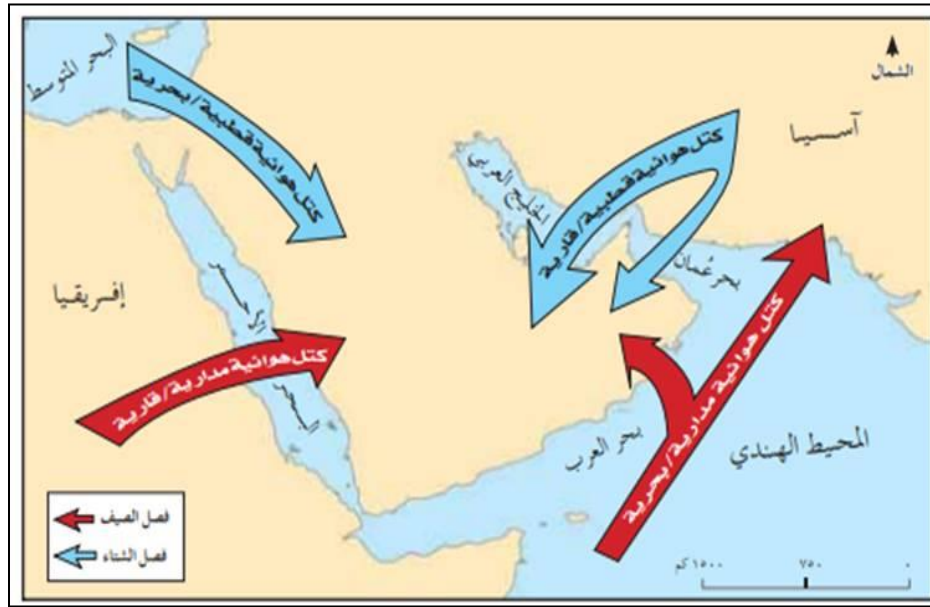 البحر المتوسط
الشمال
آسيا
كتل هوائية قطبية/بحرية
كتل هوائية قطبية/قارية
الخليج العربي
بحر عُمان
إفريقيا
البحر الأحمر
كتل هوائية مدارية/قارية
كتل هوائية مدارية/بحرية
بحر العرب
المحيط الهندي
فصل الصيف
فصل الشتاء
١٥٠٠ كم ٧٥٠ ٠